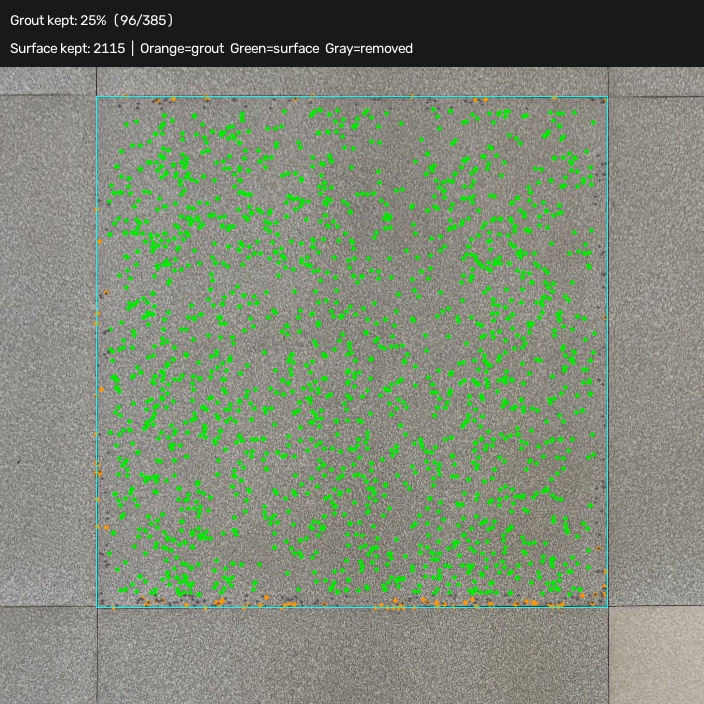 Grout kept: 25% (96/385)
Surface kept: 2115 | Orange=grout Green=surface Gray=removed